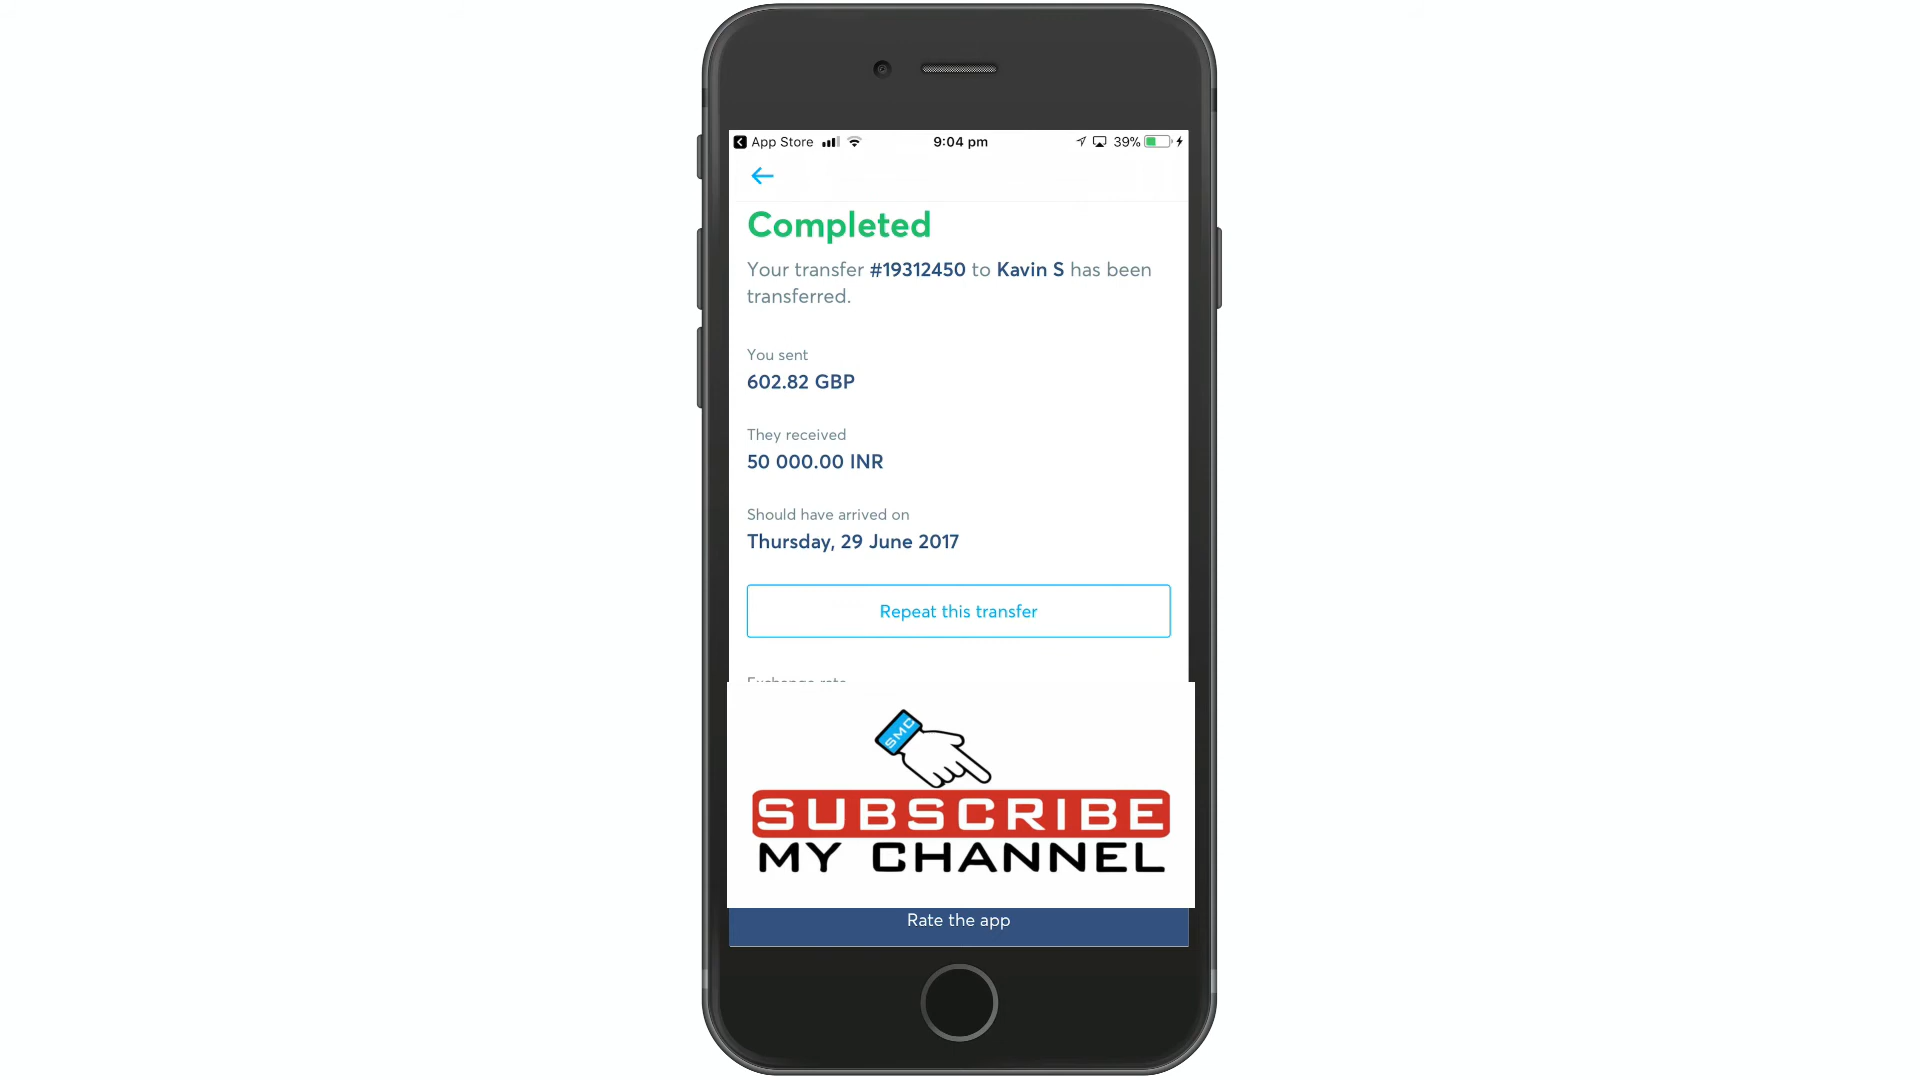 App Store 9:04 pm 39%
Completed
Your transfer #19312450 to Kavin S has been
transferred.
You sent
602.82 GBP
They received
50 000.00 INR
Should have arrived on
Thursday, 29 June 2017
Repeat this transfer
Exchange rate
SMC
SUBSCRIBE
MY CHANNEL
Rate the app